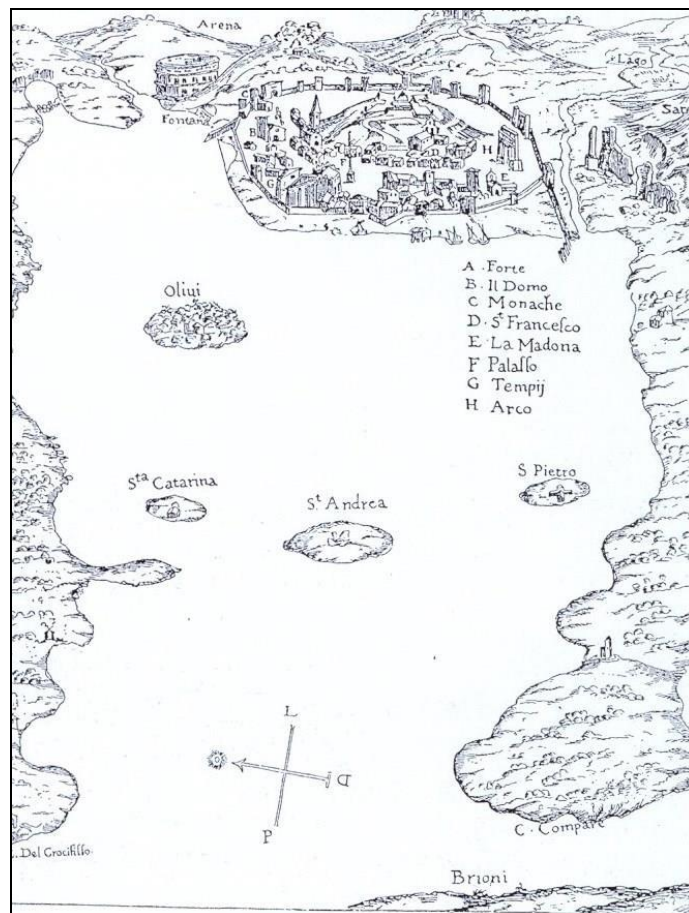 Arena
Lago
Fontana
C
B
F
D
H
G
E
A . Forte
B . Il Domo
C Monache
D . S.t Francesco
E . La Madona
F Palasso
G Tempij
H Arco
Oliui
S.ta Catarina
S.t Andrea
S Pietro
L
D
P
C . Compare
. Del Crocifisso .
Brioni